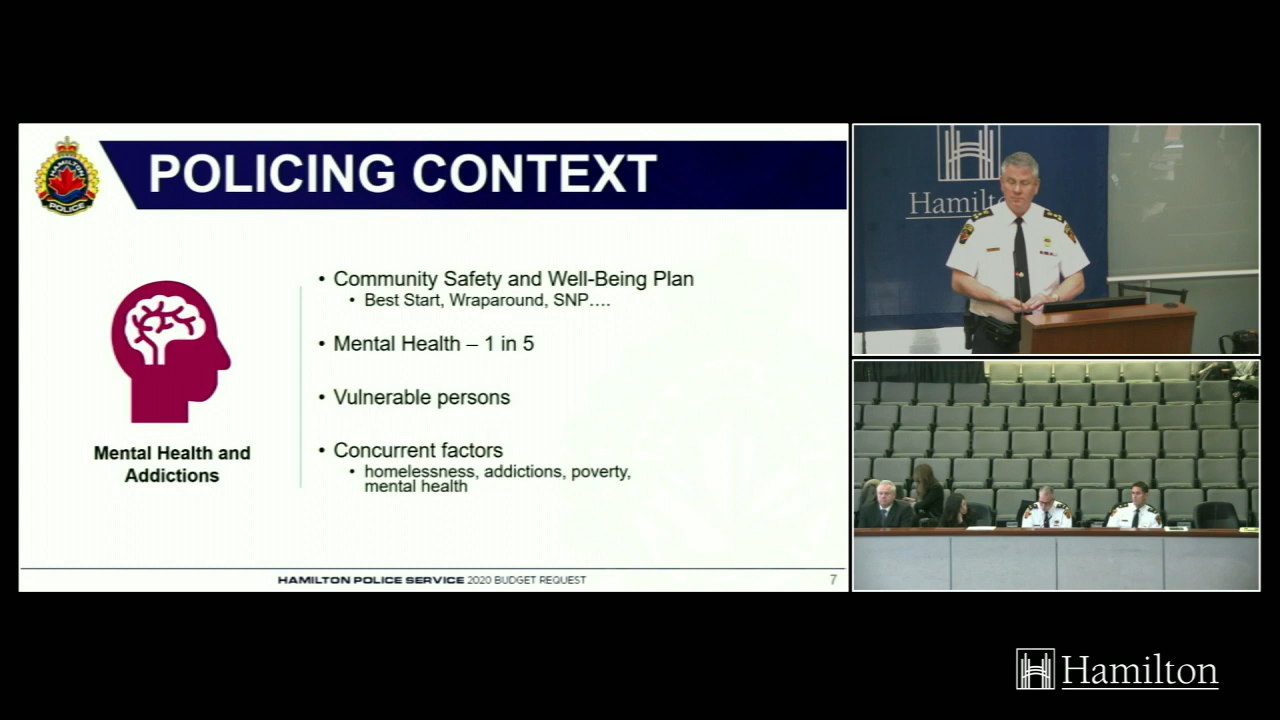 POLICING CONTEXT
HAMILTON
POLICE
• Community Safety and Well-Being Plan
• Best Start, Wraparound, SNP....
• Mental Health – 1 in 5
• Vulnerable persons
• Concurrent factors
• homelessness, addictions, poverty,
mental health
Mental Health and
Addictions
HAMILTON POLICE SERVICE 2020 BUDGET REQUEST
7
Hamilto
Hamilton